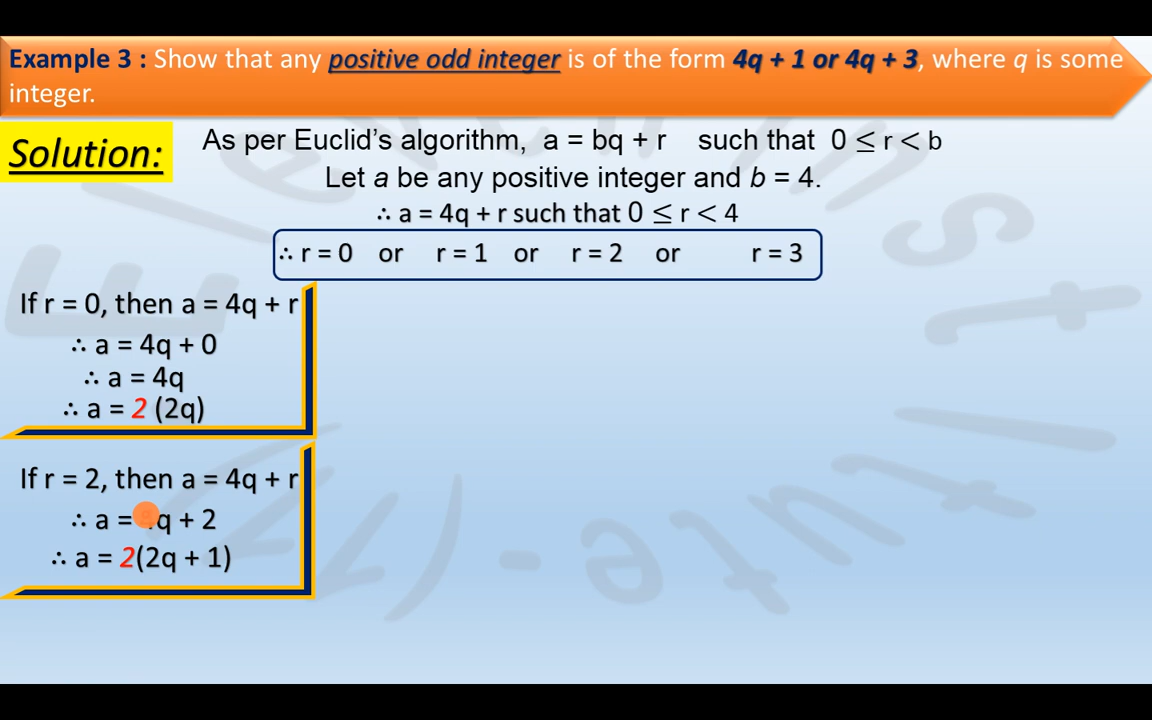 Example 3 : Show that any positive odd integer is of the form 4q + 1 or 4q + 3, where q is some
integer.
Solution:
As per Euclid’s algorithm, a = bq + r such that 0 ≤ r < b
Let a be any positive integer and b = 4.
∴ a = 4q + r such that 0 ≤ r < 4
∴ r = 0 or r = 1 or r = 2 or r = 3
If r = 0, then a = 4q + r
∴ a = 4q + 0
∴ a = 4q
∴ a = 2 (2q)
If r = 2, then a = 4q + r
∴ a = 4q + 2
∴ a = 2(2q + 1)